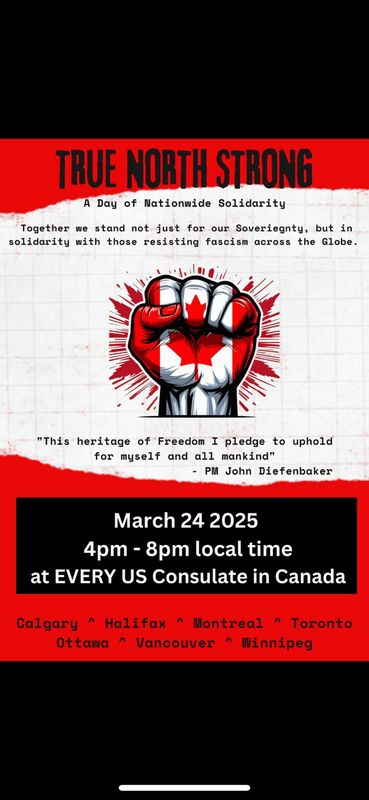 TRUE NORTH STRONG
A Day of Nationwide Solidarity
Together we stand not just for our Soveriegnty, but in
solidarity with those resisting fascism across the Globe.
"This heritage of Freedom I pledge to uphold
for myself and all mankind"
- PM John Diefenbaker
March 24 2025
4pm - 8pm local time
at EVERY US Consulate in Canada
Calgary ^ Halifax ^ Montreal ^ Toronto
Ottawa ^ Vancouver ^ Winnipeg